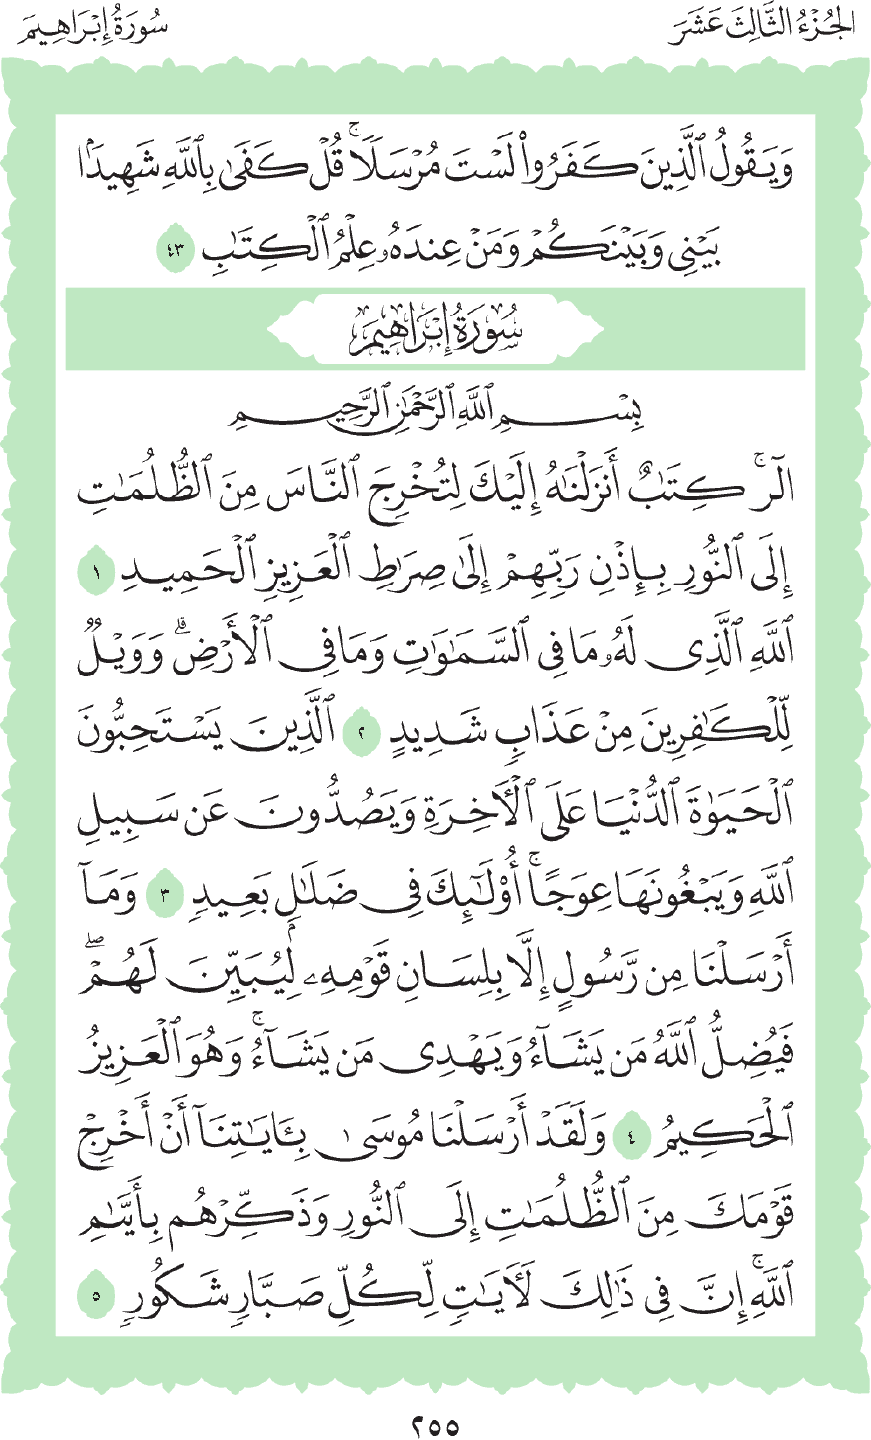 الجُزْءُ الثَّالِثَ عَشَرَ
سُورَةُ إِبْرَاهِيمَ
وَيَقُولُ ٱلَّذِينَ كَفَرُواْ لَسْتَ مُرْسَلًاۚ قُلْ كَفَىٰ بِٱللَّهِ شَهِيدَۢا
بَيْنِي وَبَيْنَكُمْ وَمَنْ عِندَهُۥ عِلْمُ ٱلْكِتَٰبِ ٤٣
سُورَةُ إِبْرَاهِيمَ
بِسْمِ ٱللَّهِ ٱلرَّحْمَٰنِ ٱلرَّحِيمِ
الٓرۚ كِتَٰبٌ أَنزَلْنَٰهُ إِلَيْكَ لِتُخْرِجَ ٱلنَّاسَ مِنَ ٱلظُّلُمَٰتِ
إِلَى ٱلنُّورِ بِإِذْنِ رَبِّهِمْ إِلَىٰ صِرَٰطِ ٱلْعَزِيزِ ٱلْحَمِيدِ ١
ٱللَّهِ ٱلَّذِي لَهُۥ مَا فِي ٱلسَّمَٰوَٰتِ وَمَا فِي ٱلْأَرْضِۗ وَوَيْلٌ
لِّلْكَٰفِرِينَ مِنْ عَذَابٍ شَدِيدٍ ٢ ٱلَّذِينَ يَسْتَحِبُّونَ
ٱلْحَيَوٰةَ ٱلدُّنْيَا عَلَى ٱلْأٓخِرَةِ وَيَصُدُّونَ عَن سَبِيلِ
ٱللَّهِ وَيَبْغُونَهَا عِوَجًاۚ أُوْلَٰٓئِكَ فِي ضَلَٰلٍۭ بَعِيدٍ ٣ وَمَآ
أَرْسَلْنَا مِن رَّسُولٍ إِلَّا بِلِسَانِ قَوْمِهِۦ لِيُبَيِّنَ لَهُمْۖ
فَيُضِلُّ ٱللَّهُ مَن يَشَآءُ وَيَهْدِي مَن يَشَآءُۚ وَهُوَ ٱلْعَزِيزُ
ٱلْحَكِيمُ ٤ وَلَقَدْ أَرْسَلْنَا مُوسَىٰ بِـَٔايَٰتِنَآ أَنْ أَخْرِجْ
قَوْمَكَ مِنَ ٱلظُّلُمَٰتِ إِلَى ٱلنُّورِ وَذَكِّرْهُم بِأَيَّىٰمِ
ٱللَّهِۚ إِنَّ فِي ذَٰلِكَ لَأٓيَٰتٍ لِّكُلِّ صَبَّارٍ شَكُورٍ ٥
٢٥٥